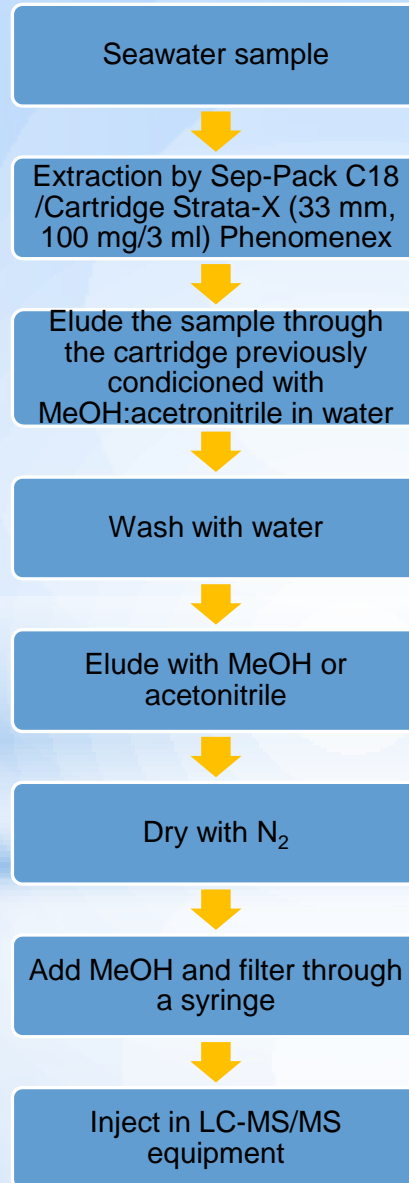 Seawater sample
Extraction by Sep-Pack C18
/Cartridge Strata-X (33 mm,
100 mg/3 ml) Phenomenex
Elude the sample through
the cartridge previously
condicioned with
MeOH:acetronitrile in water
Wash with water
Elude with MeOH or
acetonitrile
Dry with N₂
Add MeOH and filter through
a syringe
Inject in LC-MS/MS
equipment